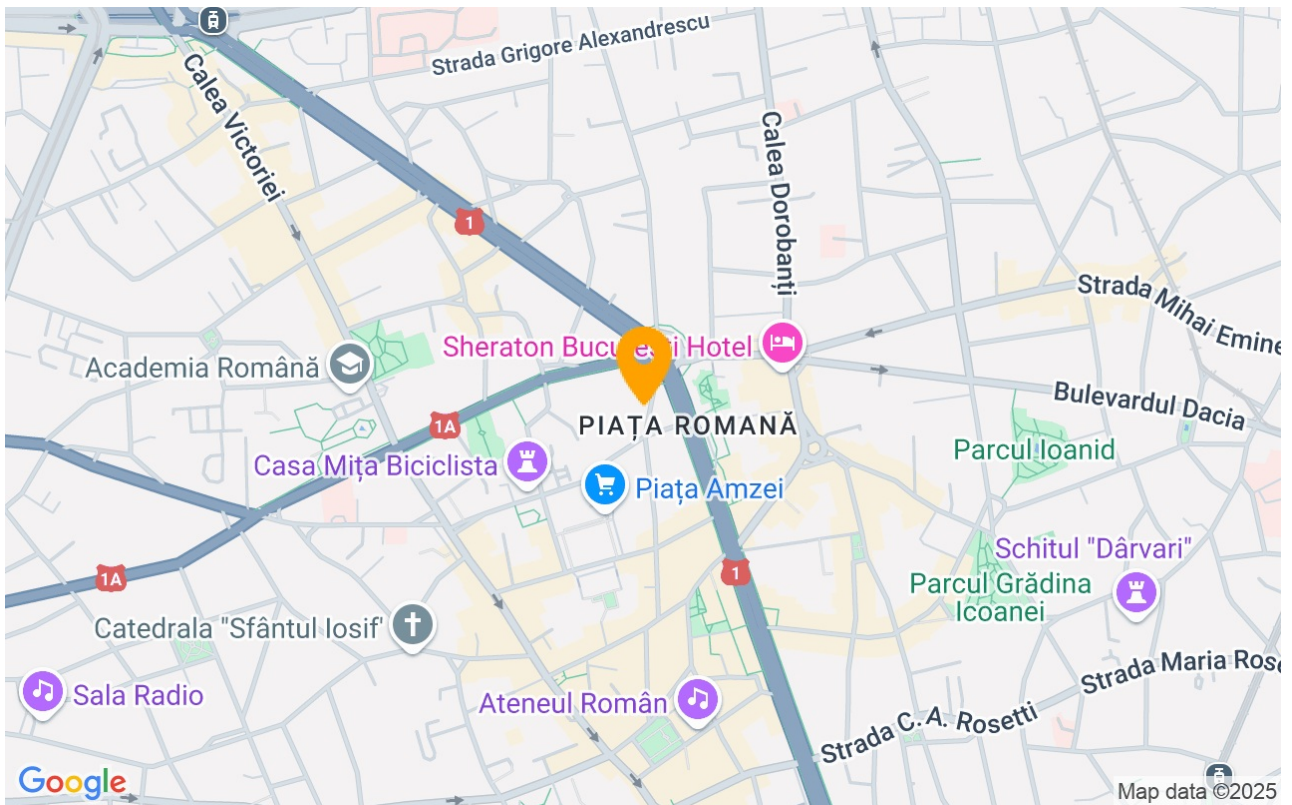 Strada Grigore Alexandrescu
Calea Victoriei
Calea Dorobanți
1
Strada Mihai Emine
Sheraton București Hotel
Academia Română
Bulevardul Dacia
1A
PIAȚA ROMANĂ
Parcul Ioanid
Casa Mița Biciclista
Piața Amzei
Schitul "Dârvari"
1A
1
Parcul Grădina
Icoanei
Catedrala "Sfântul Iosif'
Strada Maria Rose
Sala Radio
Ateneul Român
Strada C. A. Rosetti
Google
Map data ©2025